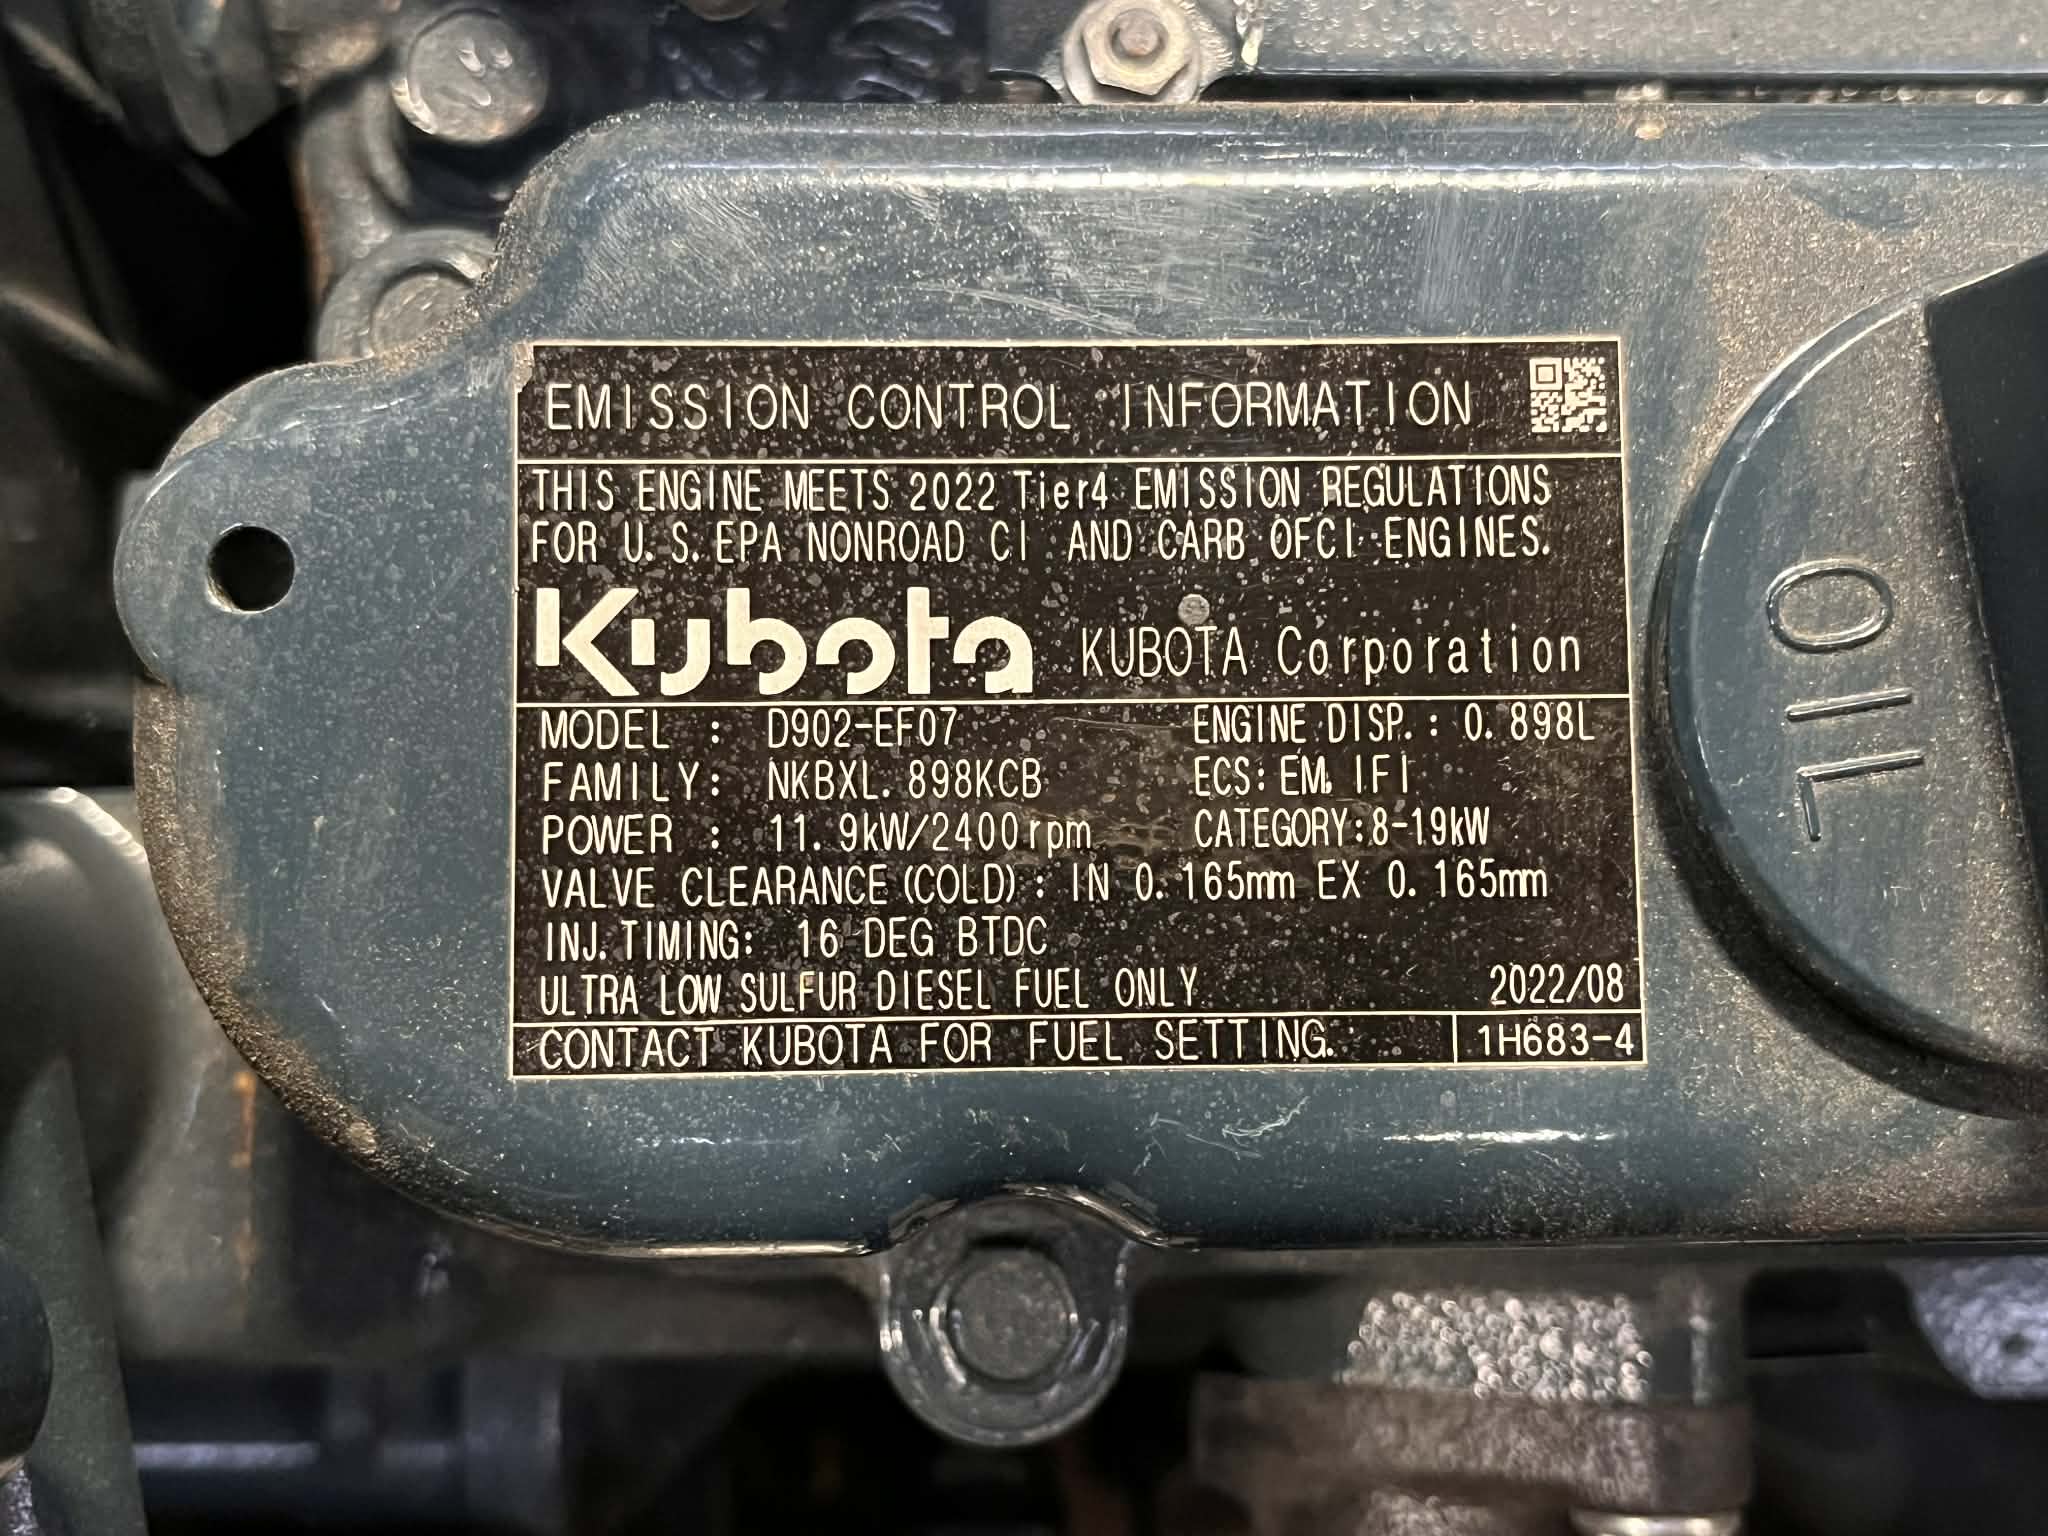 EMISSION CONTROL INFORMATION
THIS ENGINE MEETS 2022 Tier4 EMISSION REGULATIONS
FOR U.S.EPA NONROAD CI AND CARB OFCI ENGINES.
Kubota KUBOTA Corporation
MODEL : D902-EF07 ENGINE DISP.: 0.898L
FAMILY: NKBXL.898KCB ECS: EM, IFI
POWER : 11.9kW/2400rpm CATEGORY:8-19kW
VALVE CLEARANCE(COLD): IN 0.165mm EX 0.165mm
INJ.TIMING: 16 DEG BTDC
ULTRA LOW SULFUR DIESEL FUEL ONLY 2022/08
CONTACT KUBOTA FOR FUEL SETTING. 1H683-4
OIL